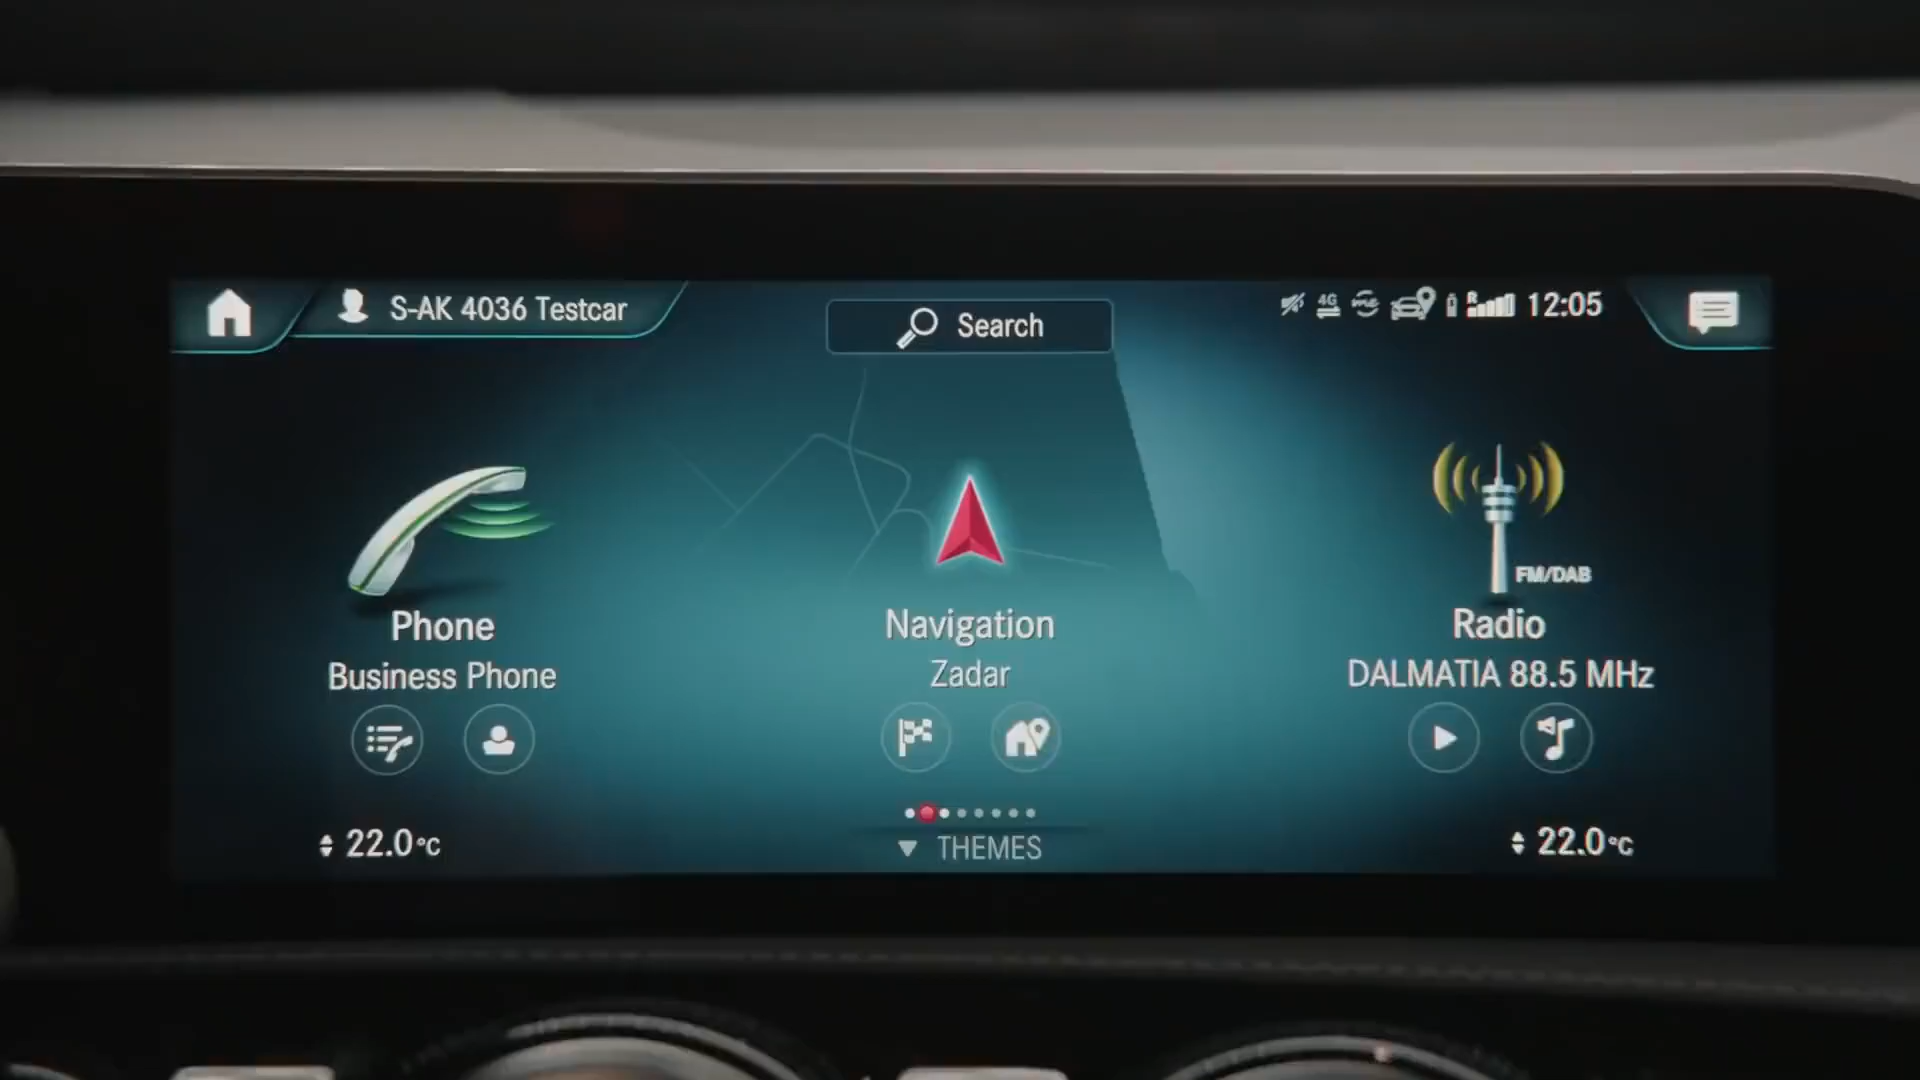 S-AK 4036 Testcar
Search
4G
me
R
12:05
FM/DAB
Phone
Business Phone
Navigation
Zadar
Radio
DALMATIA 88.5 MHz
22.0°C
THEMES
22.0°C